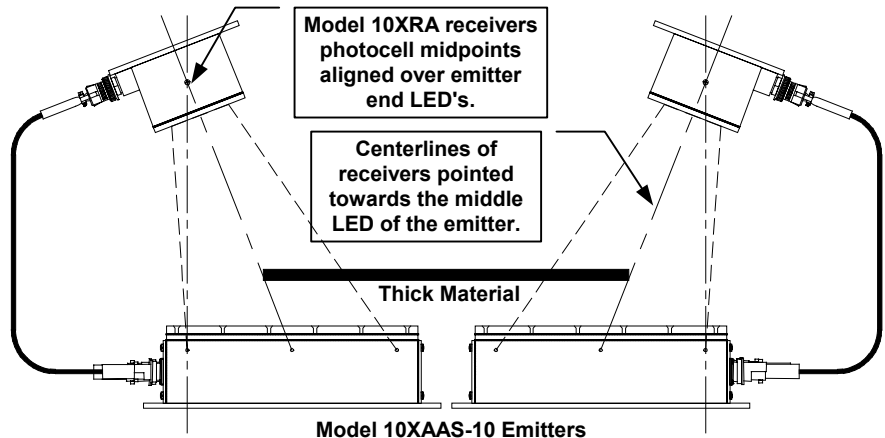 Model 10XRA receivers
photocell midpoints
aligned over emitter
end LED's.
Centerlines of
receivers pointed
towards the middle
LED of the emitter.
Thick Material
Model 10XAAS-10 Emitters